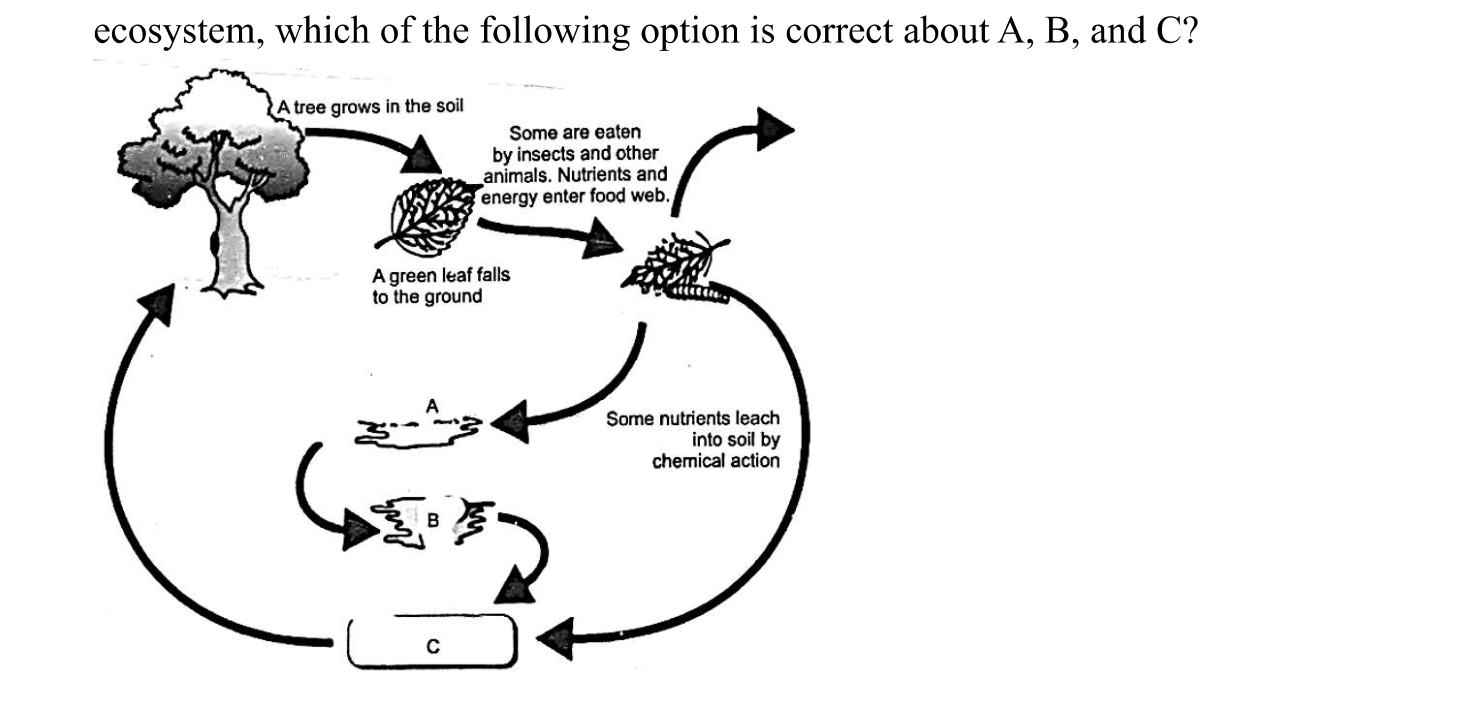 ecosystem, which of the following option is correct about A, B, and C?
A tree grows in the soil
Some are eaten
by insects and other
animals. Nutrients and
energy enter food web.
A green leaf falls
to the ground
A
Some nutrients leach
into soil by
chemical action
B
C